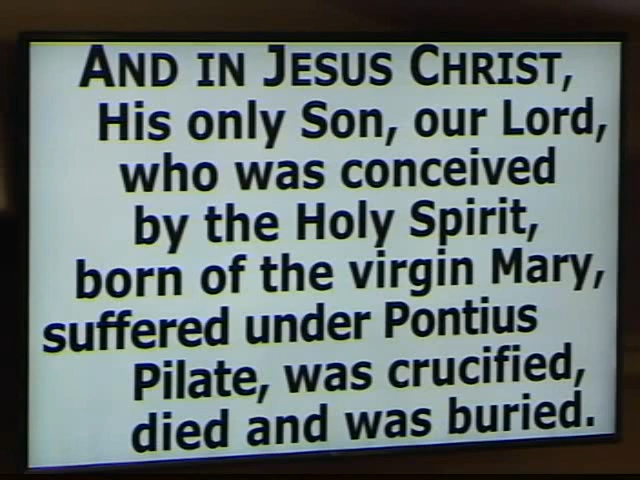 AND IN JESUS CHRIST,
His only Son, our Lord,
who was conceived
by the Holy Spirit,
born of the virgin Mary,
suffered under Pontius
Pilate, was crucified,
died and was buried.